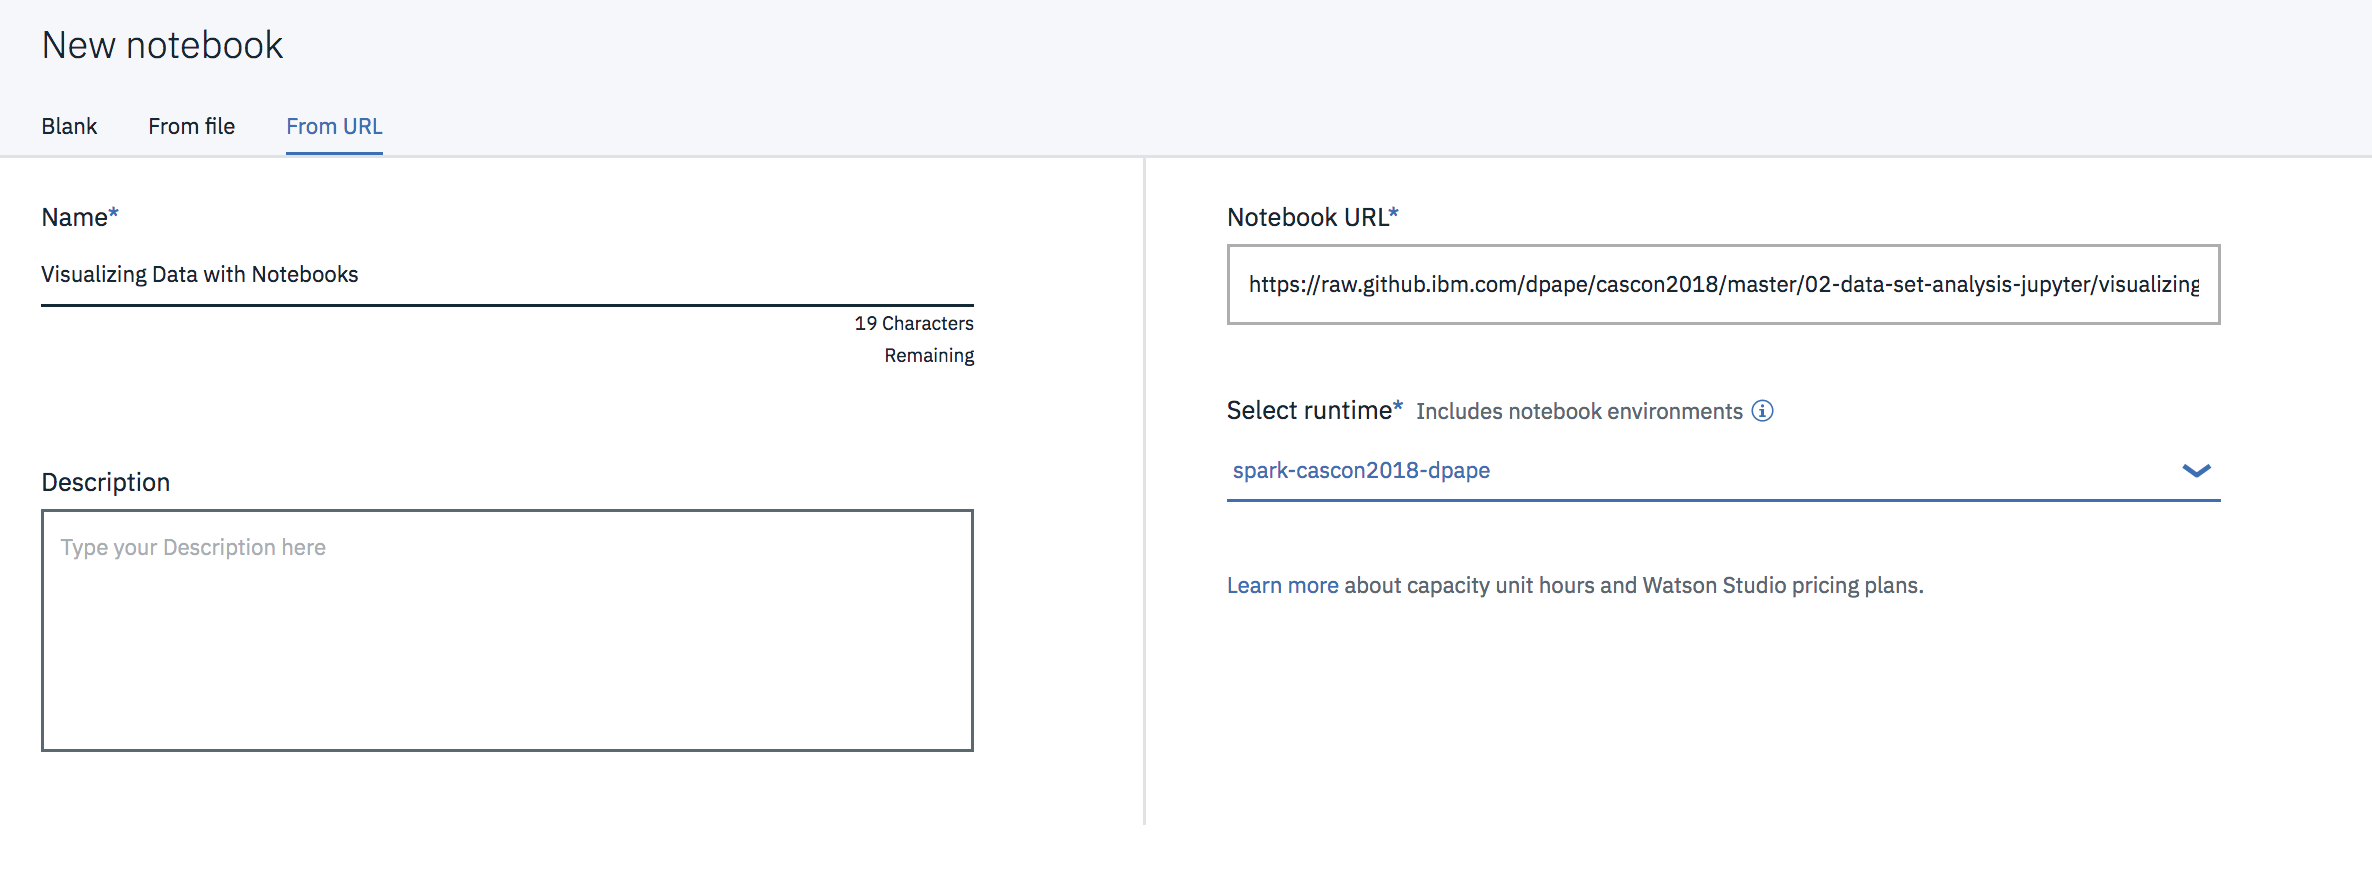 New notebook
Blank From file From URL
Name*
Visualizing Data with Notebooks
19 Characters
Remaining
Description
Type your Description here
Notebook URL*
https://raw.github.ibm.com/dpape/cascon2018/master/02-data-set-analysis-jupyter/visualizing
Select runtime* Includes notebook environments
spark-cascon2018-dpape
Learn more about capacity unit hours and Watson Studio pricing plans.